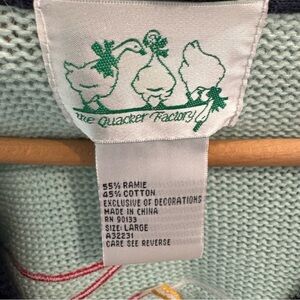 The Quacker Factory
55% RAMIE
45% COTTON
EXCLUSIVE OF DECORATIONS
MADE IN CHINA
RN 90133
SIZE: LARGE
A32231
CARE SEE REVERSE